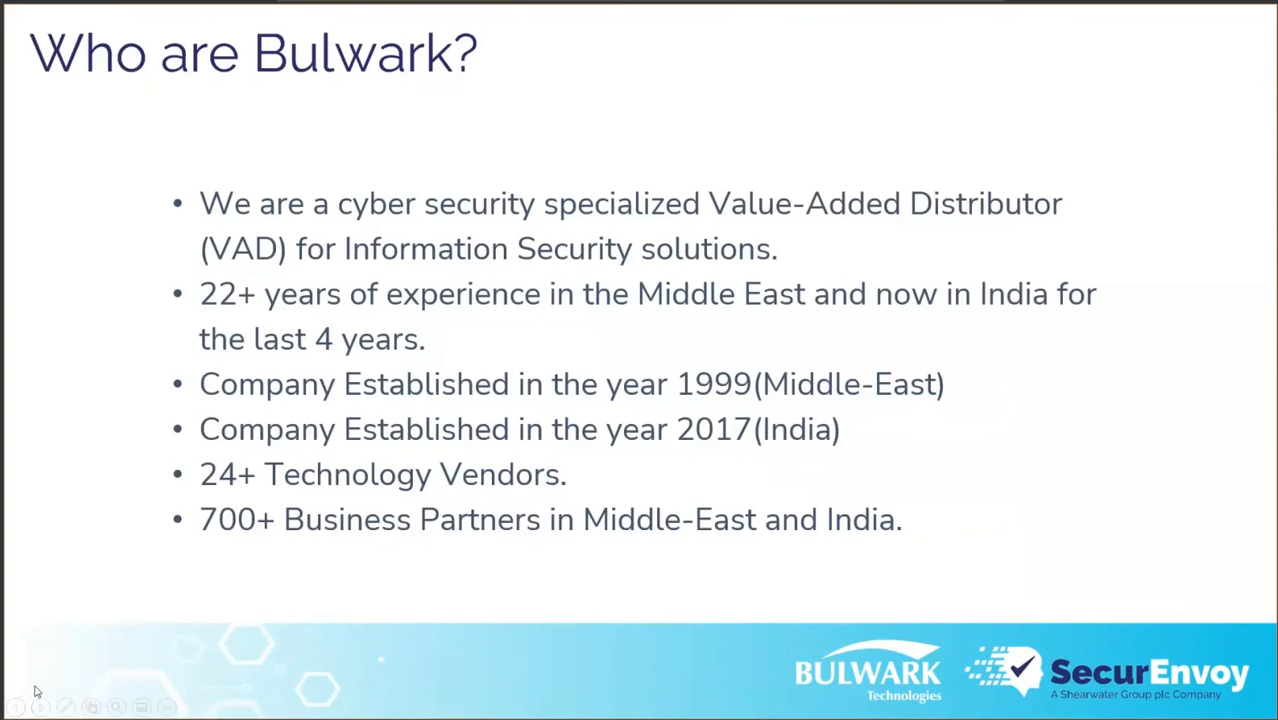 Who are Bulwark?
• We are a cyber security specialized Value-Added Distributor
(VAD) for Information Security solutions.
• 22+ years of experience in the Middle East and now in India for
the last 4 years.
• Company Established in the year 1999(Middle-East)
• Company Established in the year 2017(India)
• 24+ Technology Vendors.
• 700+ Business Partners in Middle-East and India.
BULWARK
Technologies
SecurEnvoy
A Shearwater Group plc Company